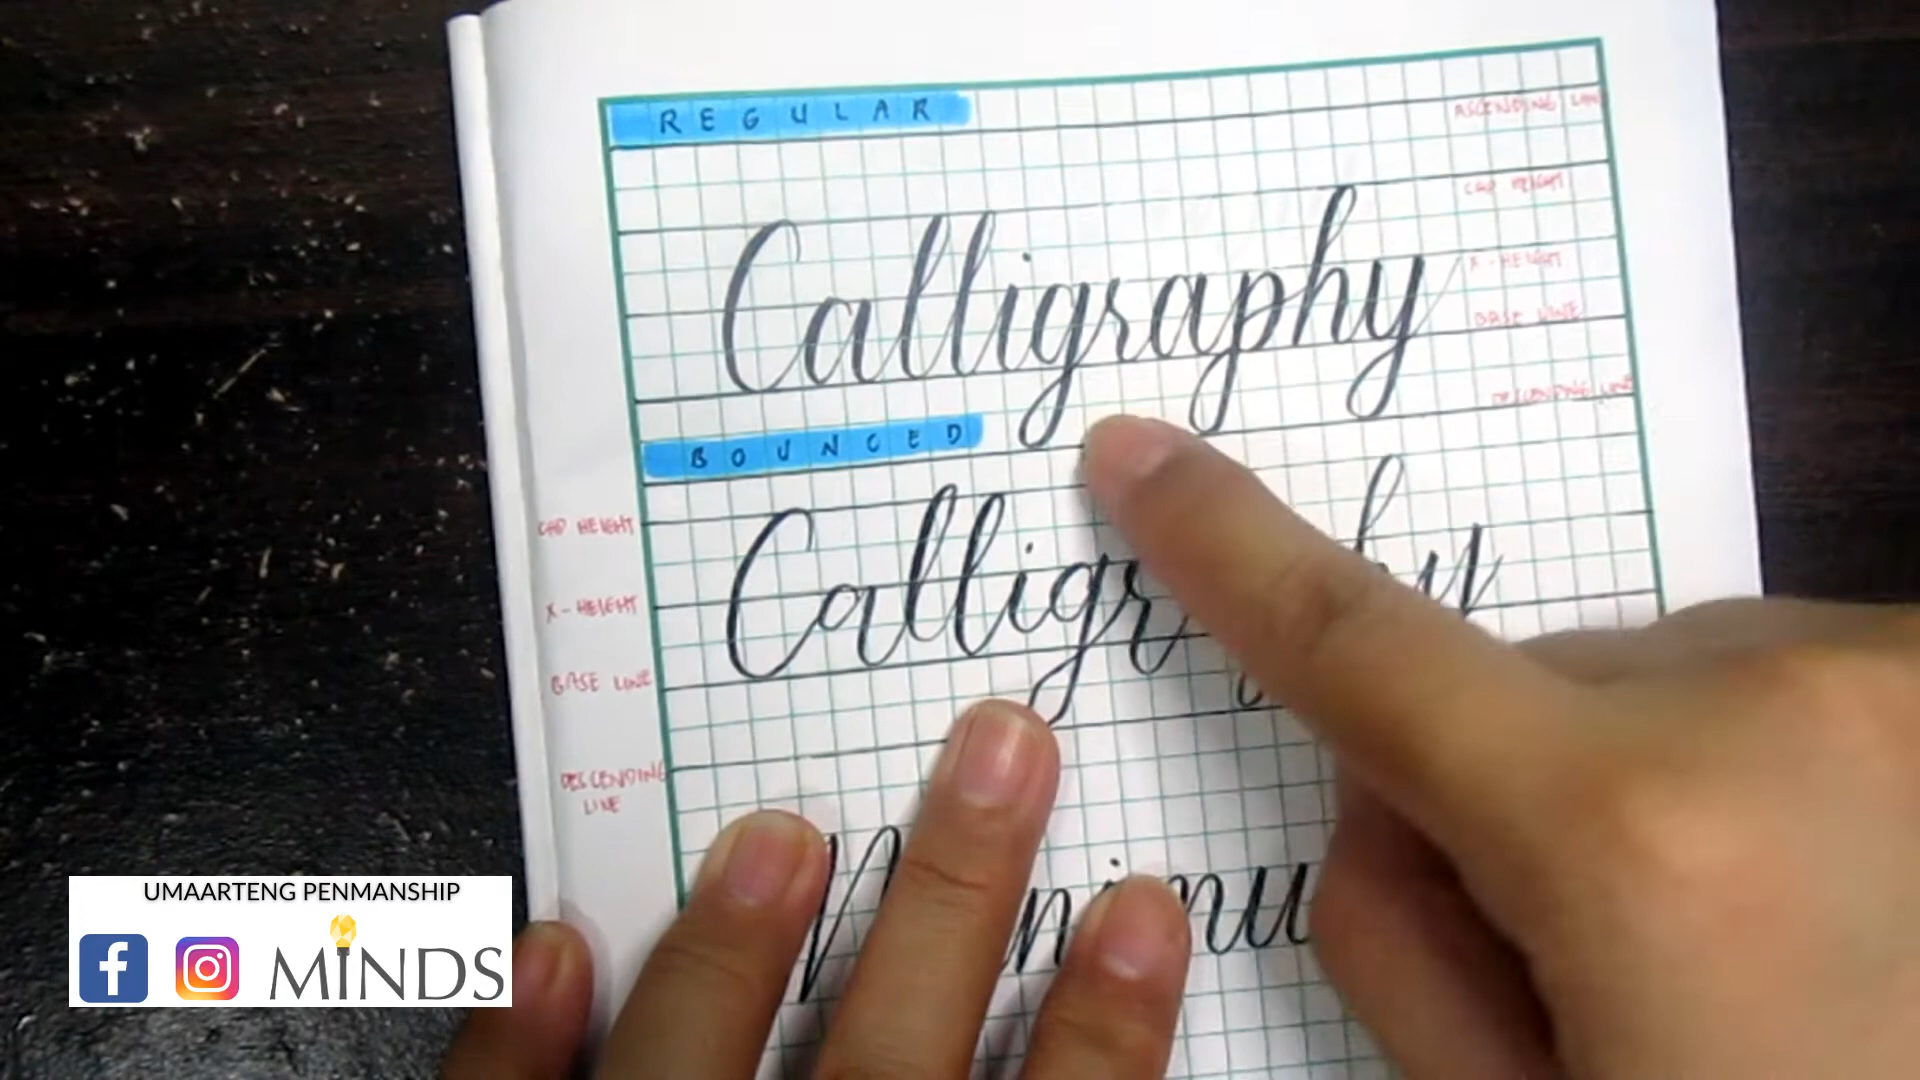 REGULAR
ASCENDING LINE
CAP HEIGHT
X-HEIGHT
Calligraphy
BASE LINE
DESCENDING LINE
BOUNCED
CAP HEIGHT
X-HEIGHT
Calligraphy
BASE LINE
DESCENDING
LINE
UMAARTENG PENMANSHIP
MINDS